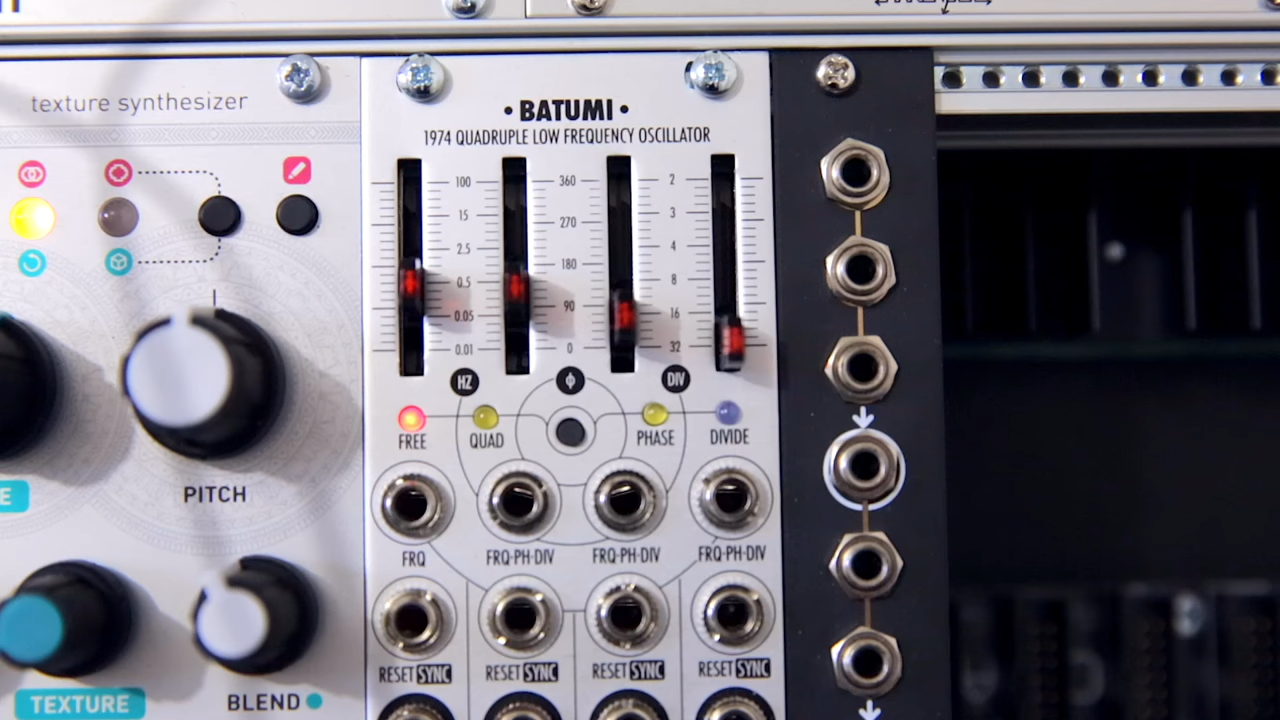 texture synthesizer
PITCH
BLEND
TEXTURE
E
• BATUMI •
1974 QUADRUPLE LOW FREQUENCY OSCILLATOR
100 360 2
15 270 3
2.5 180 4
0.5 90 8
0.05 0 16
0.01 32
HZ Φ DIV
FREE QUAD PHASE DIVIDE
FRQ FRQ-PH-DIV FRQ-PH-DIV FRQ-PH-DIV
RESET SYNC RESET SYNC RESET SYNC RESET SYNC